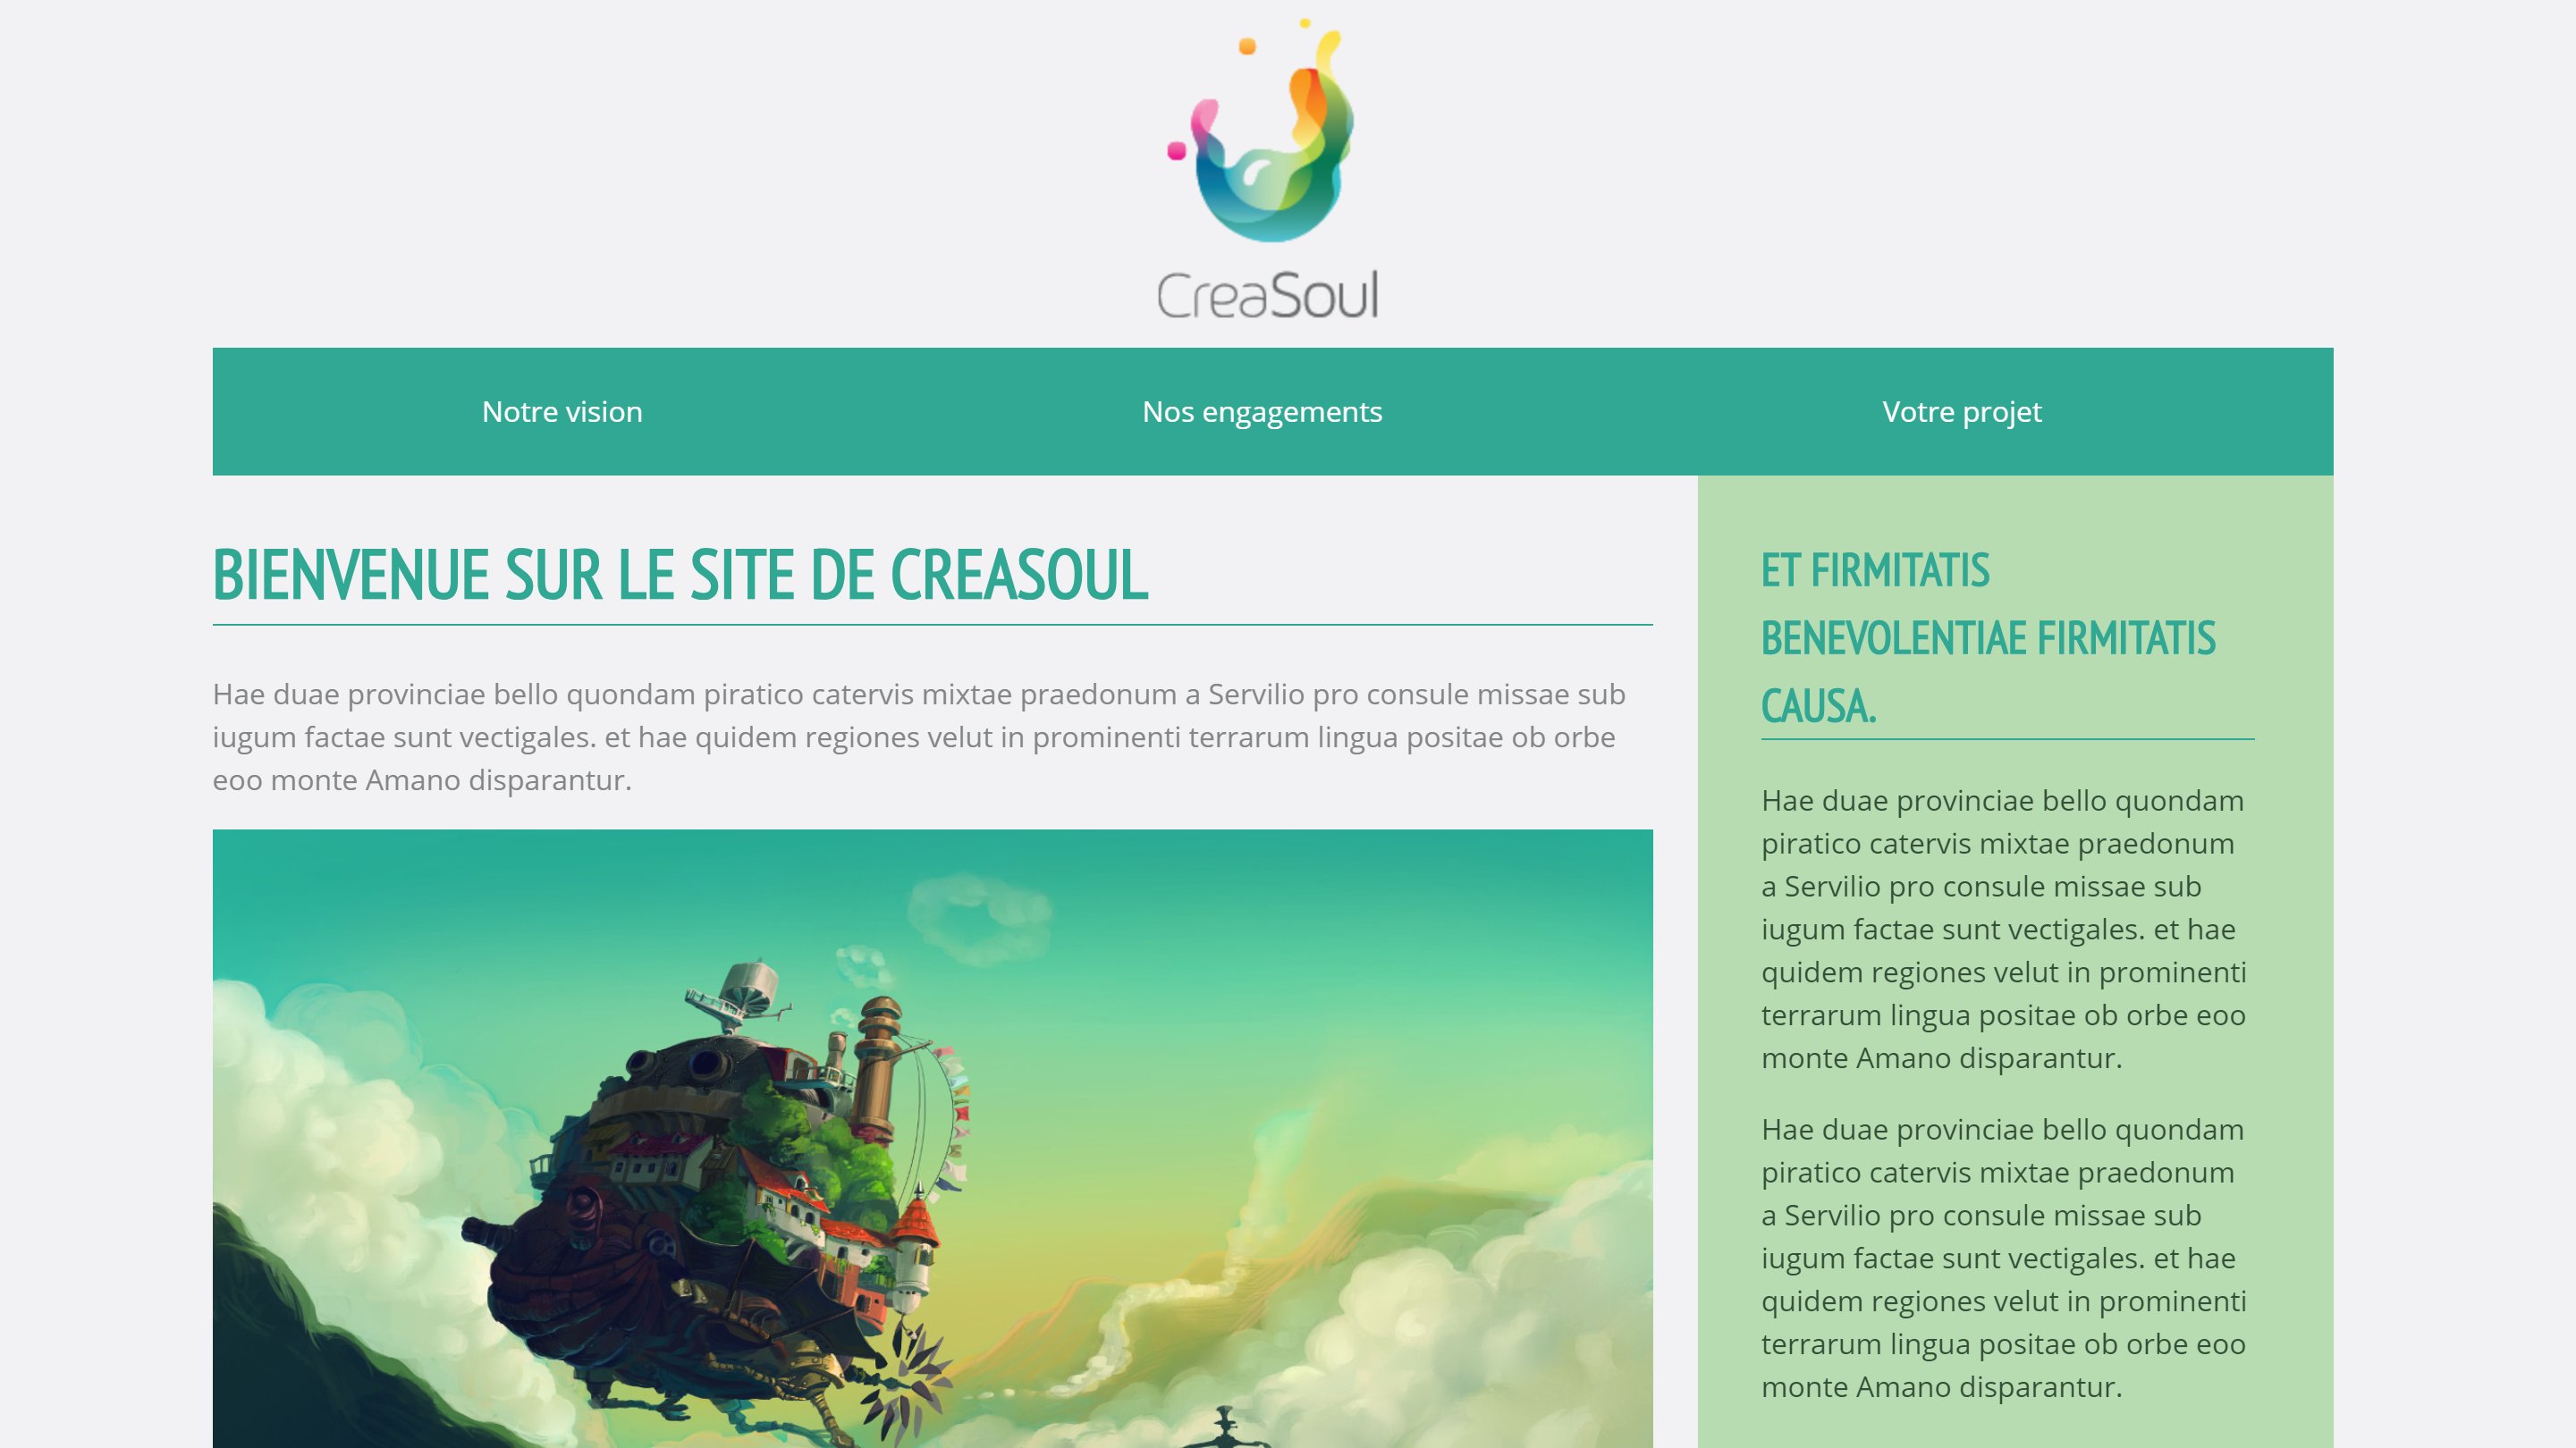 CreaSoul
Notre vision
Nos engagements
Votre projet
BIENVENUE SUR LE SITE DE CREASOUL
Hae duae provinciae bello quondam piratico catervis mixtae praedonum a Servilio pro consule missae sub
iugum factae sunt vectigales. et hae quidem regiones velut in prominenti terrarum lingua positae ob orbe
eoo monte Amano disparantur.
ET FIRMITATIS
BENEVOLENTIAE FIRMITATIS
CAUSA.
Hae duae provinciae bello quondam
piratico catervis mixtae praedonum
a Servilio pro consule missae sub
iugum factae sunt vectigales. et hae
quidem regiones velut in prominenti
terrarum lingua positae ob orbe eoo
monte Amano disparantur.
Hae duae provinciae bello quondam
piratico catervis mixtae praedonum
a Servilio pro consule missae sub
iugum factae sunt vectigales. et hae
quidem regiones velut in prominenti
terrarum lingua positae ob orbe eoo
monte Amano disparantur.